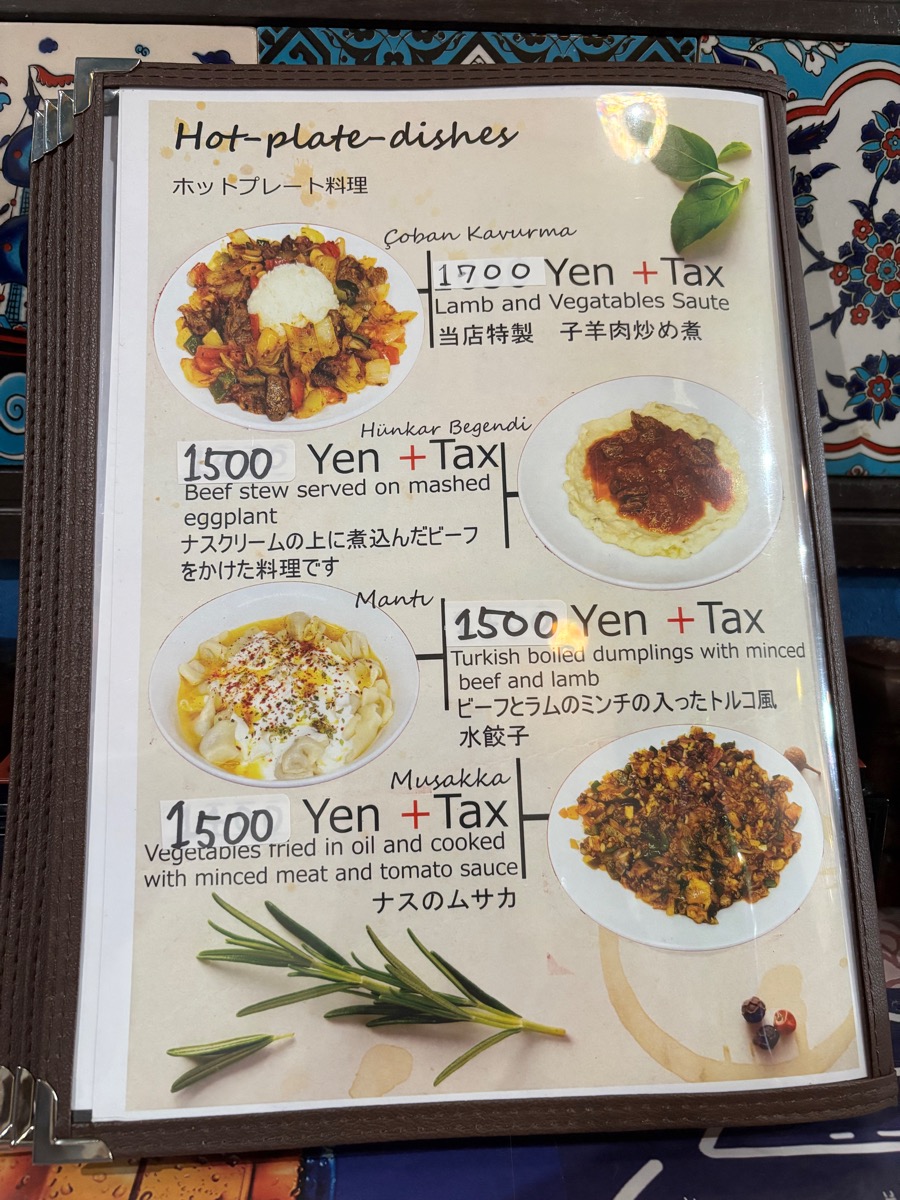 Hot-plate-dishes
ホットプレート料理
Çoban Kavurma
1700 Yen +Tax
Lamb and Vegatables Saute
当店特製　子羊肉炒め煮
Hünkar Begendi
1500 Yen +Tax
Beef stew served on mashed
eggplant
ナスクリームの上に煮込んだビーフ
をかけた料理です
Mantı
1500 Yen +Tax
Turkish boiled dumplings with minced
beef and lamb
ビーフとラムのミンチの入ったトルコ風
水餃子
Musakka
1500 Yen +Tax
Vegetables fried in oil and cooked
with minced meat and tomato sauce
ナスのムサカ